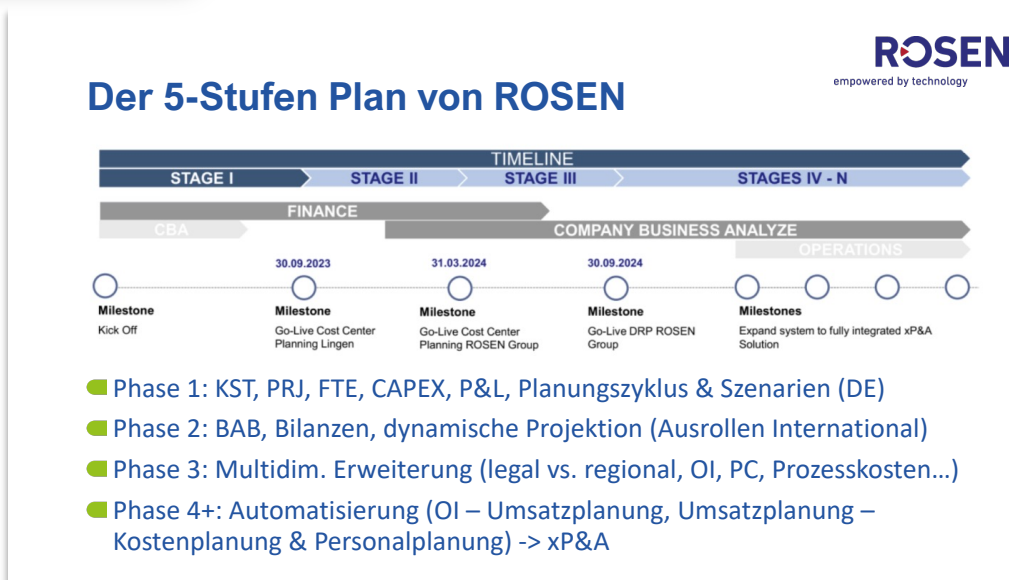 ROSEN
empowered by technology
Der 5-Stufen Plan von ROSEN
TIMELINE
STAGE I STAGE II STAGE III STAGES IV - N
FINANCE
CBA COMPANY BUSINESS ANALYZE
OPERATIONS
30.09.2023 31.03.2024 30.09.2024
Milestone Milestone Milestone Milestone Milestones
Kick Off Go-Live Cost Center Go-Live Cost Center Go-Live DRP ROSEN Expand system to fully integrated xP&A
Planning Lingen Planning ROSEN Group Group Solution
Phase 1: KST, PRJ, FTE, CAPEX, P&L, Planungszyklus & Szenarien (DE)
Phase 2: BAB, Bilanzen, dynamische Projektion (Ausrollen International)
Phase 3: Multidim. Erweiterung (legal vs. regional, OI, PC, Prozesskosten…)
Phase 4+: Automatisierung (OI – Umsatzplanung, Umsatzplanung –
Kostenplanung & Personalplanung) -> xP&A